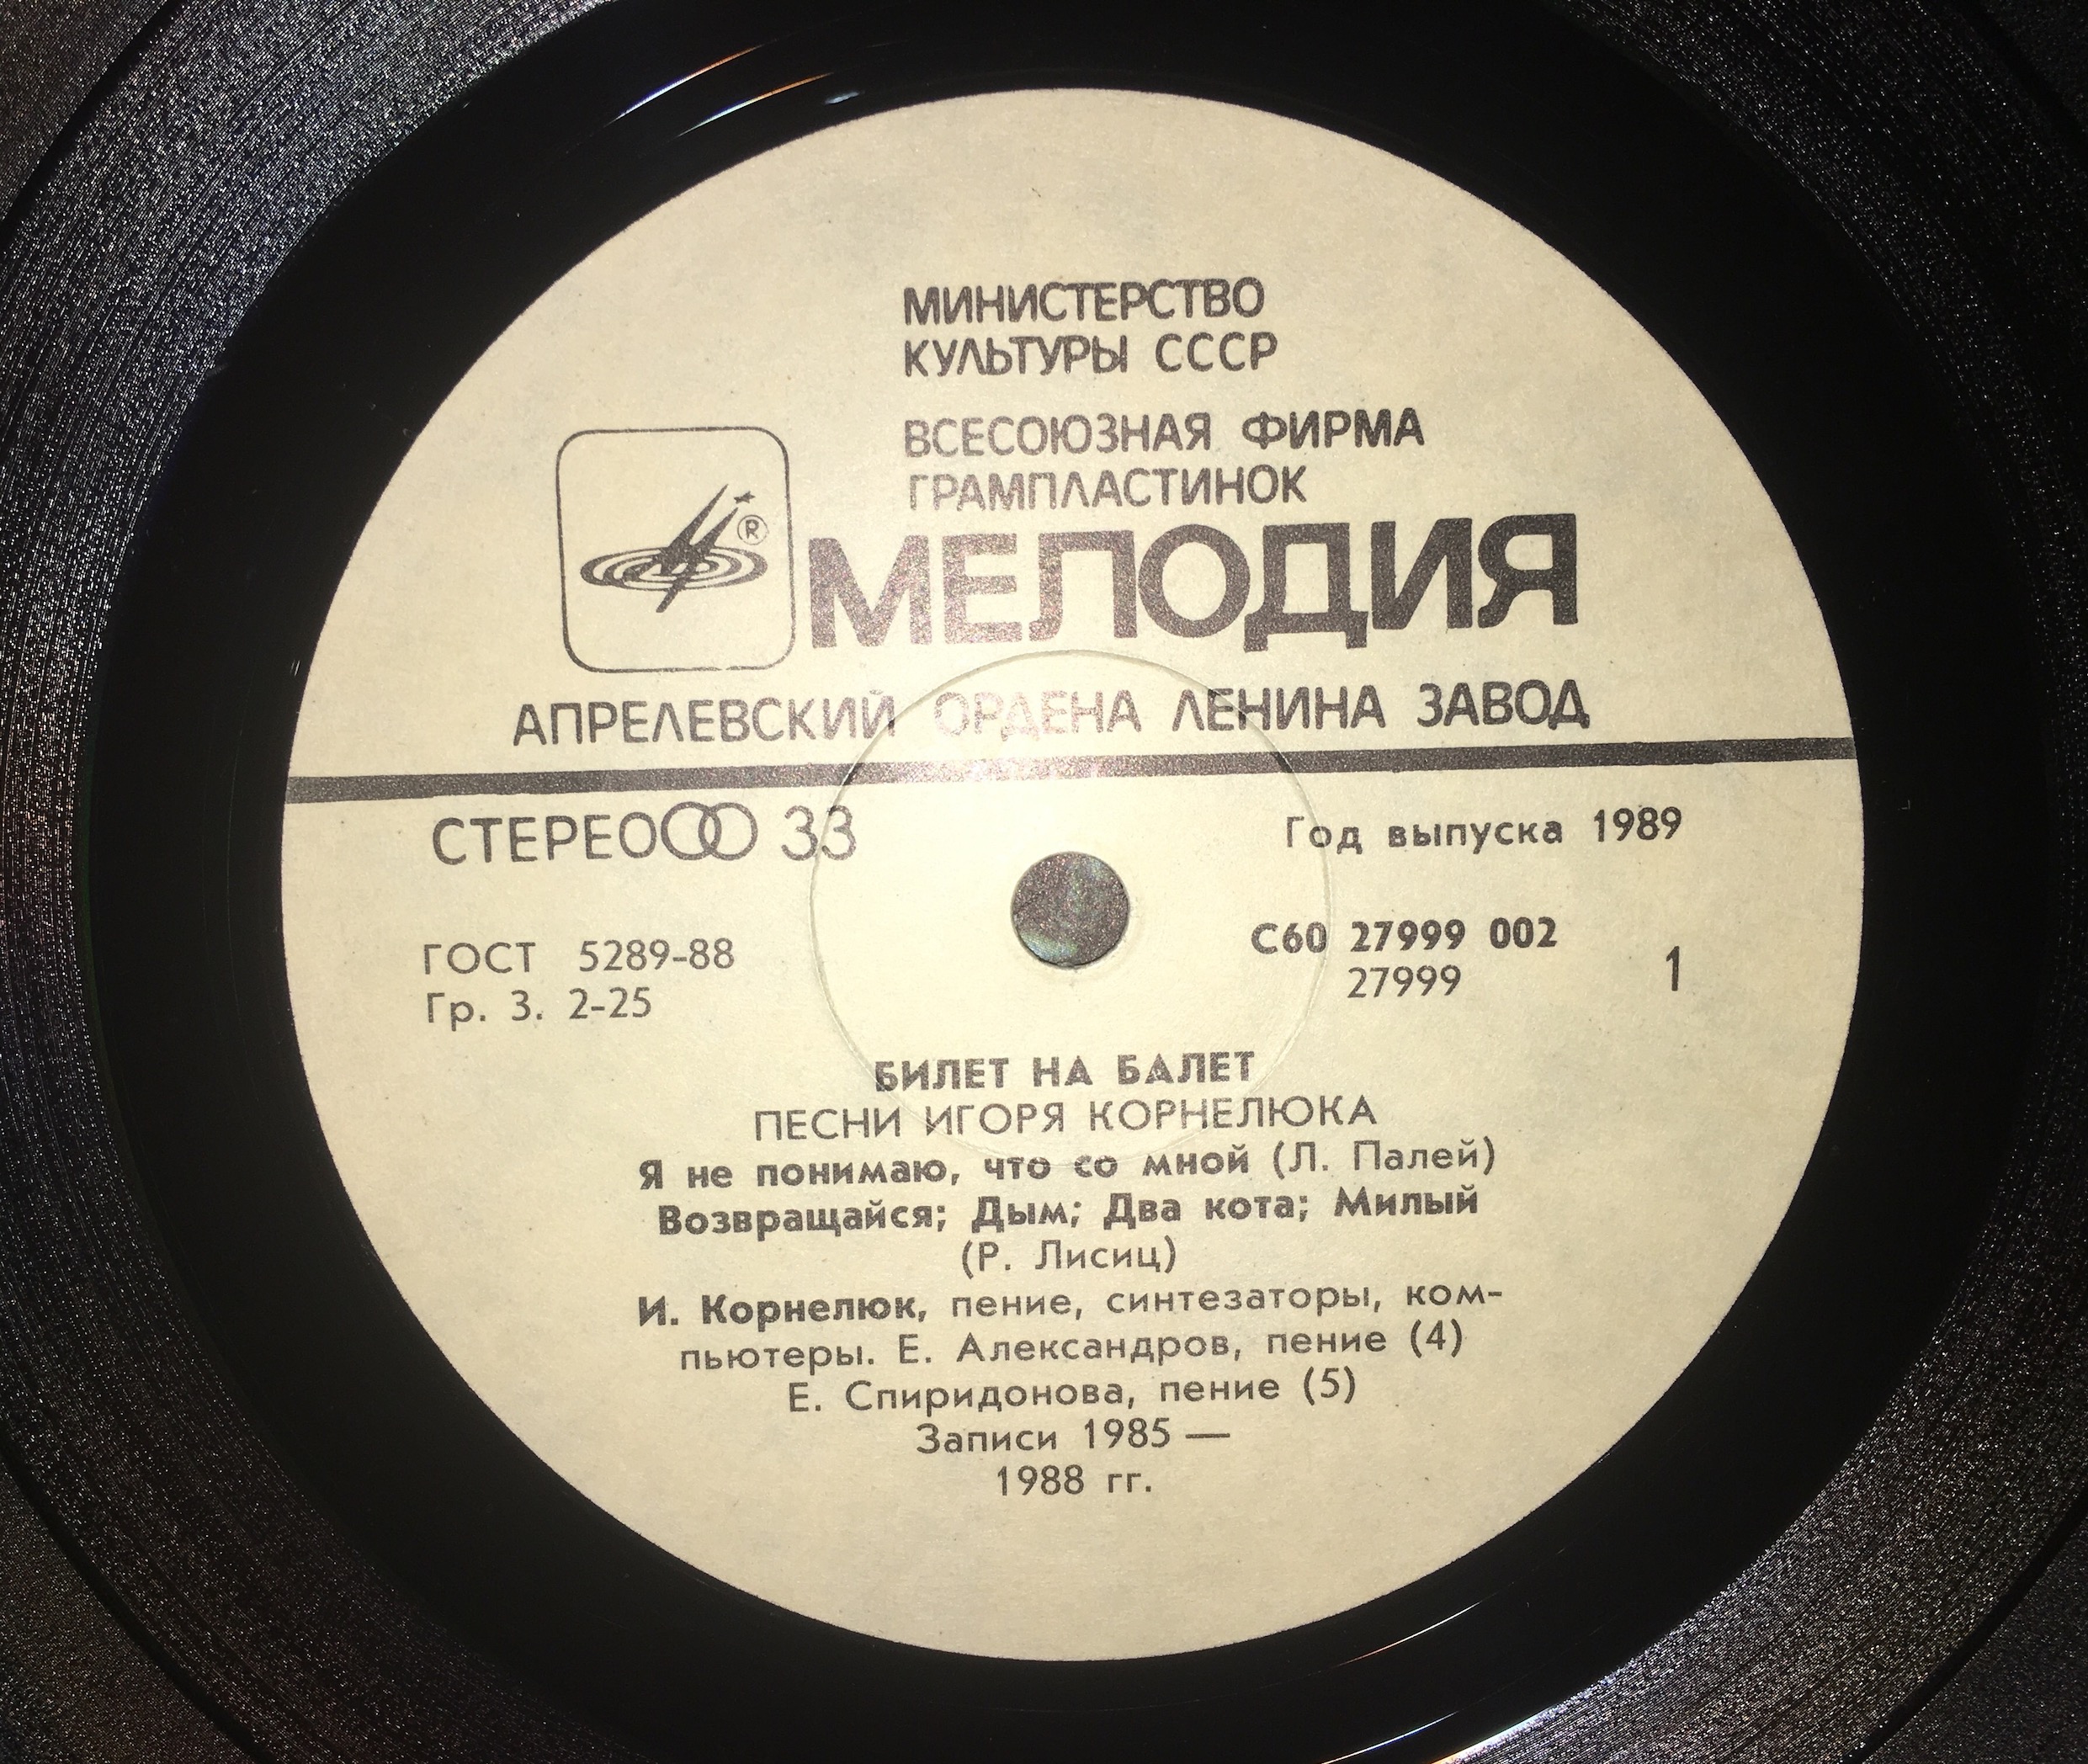 МИНИСТЕРСТВО
КУЛЬТУРЫ СССР
ВСЕСОЮЗНАЯ ФИРМА
ГРАМПЛАСТИНОК
®
МЕЛОДИЯ
АПРЕЛЕВСКИЙ ОРДЕНА ЛЕНИНА ЗАВОД
СТЕРЕО 33
Год выпуска 1989
ГОСТ 5289-88
Гр. 3. 2-25
С60 27999 002
27999
1
БИЛЕТ НА БАЛЕТ
ПЕСНИ ИГОРЯ КОРНЕЛЮКА
Я не понимаю, что со мной (Л. Палей)
Возвращайся; Дым; Два кота; Милый
(Р. Лисиц)
И. Корнелюк, пение, синтезаторы, ком-
пьютеры. Е. Александров, пение (4)
Е. Спиридонова, пение (5)
Записи 1985 —
1988 гг.